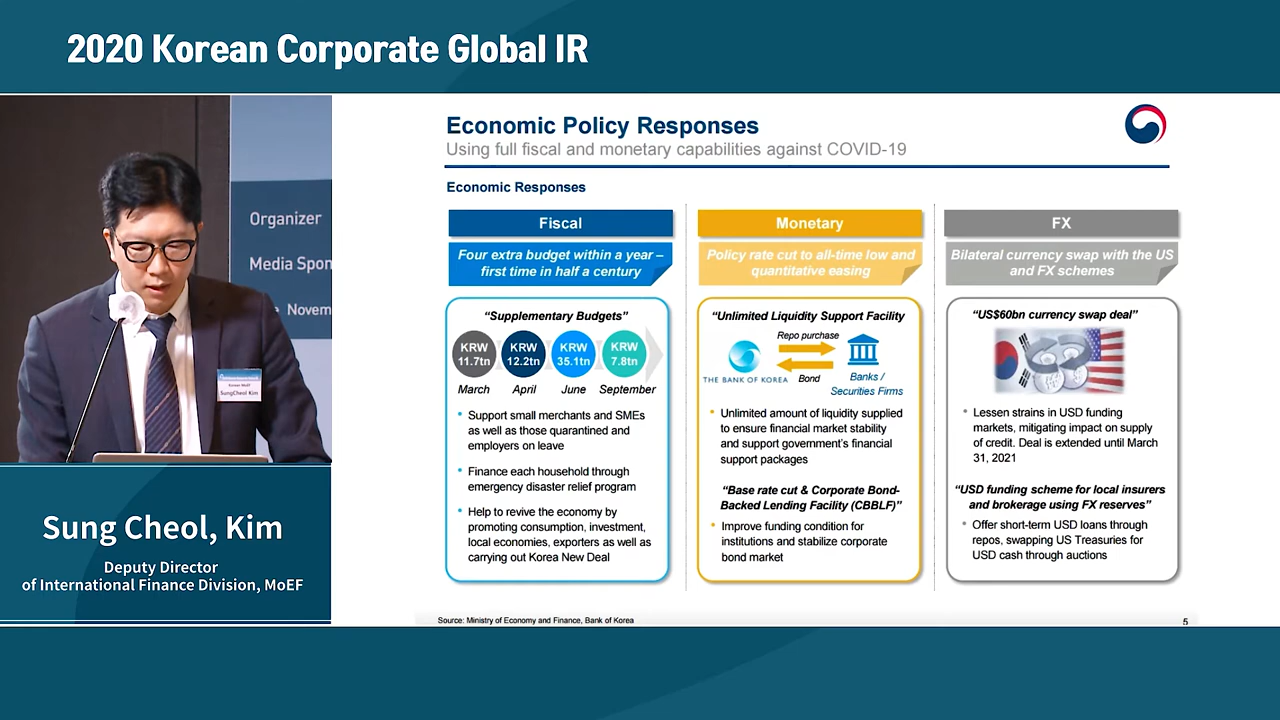 2020 Korean Corporate Global IR
Organizer
Media Spon
Novem
Korean MoEF
SungCheol Kim
Sung Cheol, Kim
Deputy Director
of International Finance Division, MoEF
Economic Policy Responses
Using full fiscal and monetary capabilities against COVID-19
Economic Responses
Fiscal
Four extra budget within a year –
first time in half a century
"Supplementary Budgets"
KRW
11.7tn
KRW
12.2tn
KRW
35.1tn
KRW
7.8tn
March
April
June
September
• Support small merchants and SMEs
as well as those quarantined and
employers on leave
• Finance each household through
emergency disaster relief program
• Help to revive the economy by
promoting consumption, investment,
local economies, exporters as well as
carrying out Korea New Deal
Monetary
Policy rate cut to all-time low and
quantitative easing
"Unlimited Liquidity Support Facility
Repo purchase
THE BANK OF KOREA
Bond
Banks /
Securities Firms
• Unlimited amount of liquidity supplied
to ensure financial market stability
and support government's financial
support packages
"Base rate cut & Corporate Bond-
Backed Lending Facility (CBBLF)"
• Improve funding condition for
institutions and stabilize corporate
bond market
FX
Bilateral currency swap with the US
and FX schemes
"US$60bn currency swap deal"
• Lessen strains in USD funding
markets, mitigating impact on supply
of credit. Deal is extended until March
31, 2021
"USD funding scheme for local insurers
and brokerage using FX reserves"
• Offer short-term USD loans through
repos, swapping US Treasuries for
USD cash through auctions
Source: Ministry of Economy and Finance, Bank of Korea
5